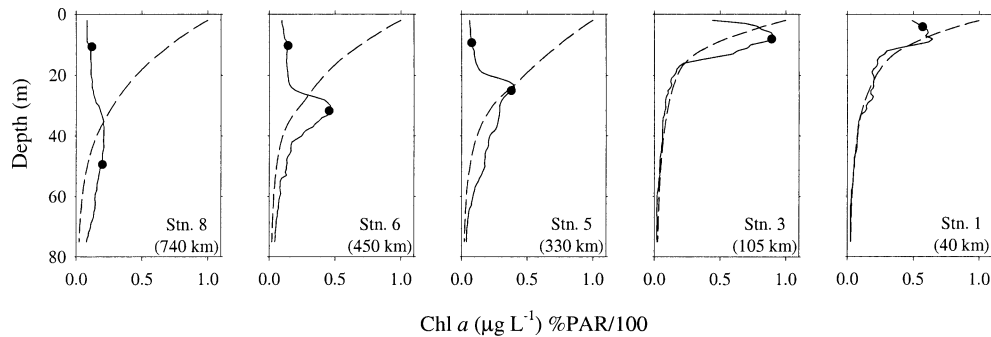 0
20
40
60
80
Depth (m)
Stn. 8
(740 km)
Stn. 6
(450 km)
Stn. 5
(330 km)
Stn. 3
(105 km)
Stn. 1
(40 km)
0.0 0.5 1.0
0.0 0.5 1.0
0.0 0.5 1.0
0.0 0.5 1.0
0.0 0.5 1.0
Chl a (µg L⁻¹) %PAR/100